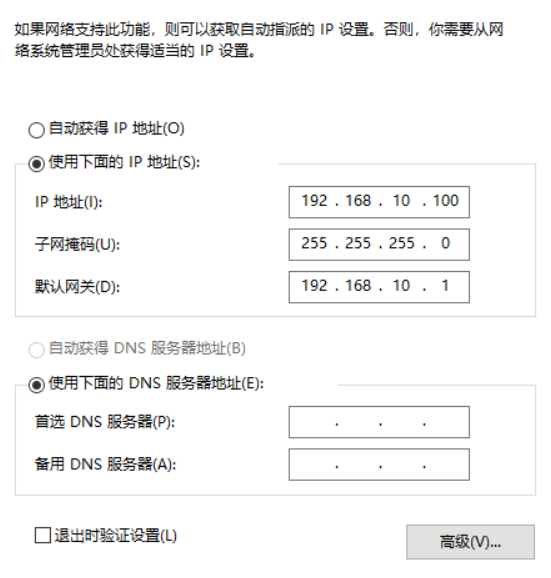 如果网络支持此功能，则可以获取自动指派的 IP 设置。否则，你需要从网
络系统管理员处获得适当的 IP 设置。
自动获得 IP 地址(O)
使用下面的 IP 地址(S):
IP 地址(I): 192 . 168 . 10 . 100
子网掩码(U): 255 . 255 . 255 . 0
默认网关(D): 192 . 168 . 10 . 1
自动获得 DNS 服务器地址(B)
使用下面的 DNS 服务器地址(E):
首选 DNS 服务器(P): . . .
备用 DNS 服务器(A): . . .
退出时验证设置(L)
高级(V)...